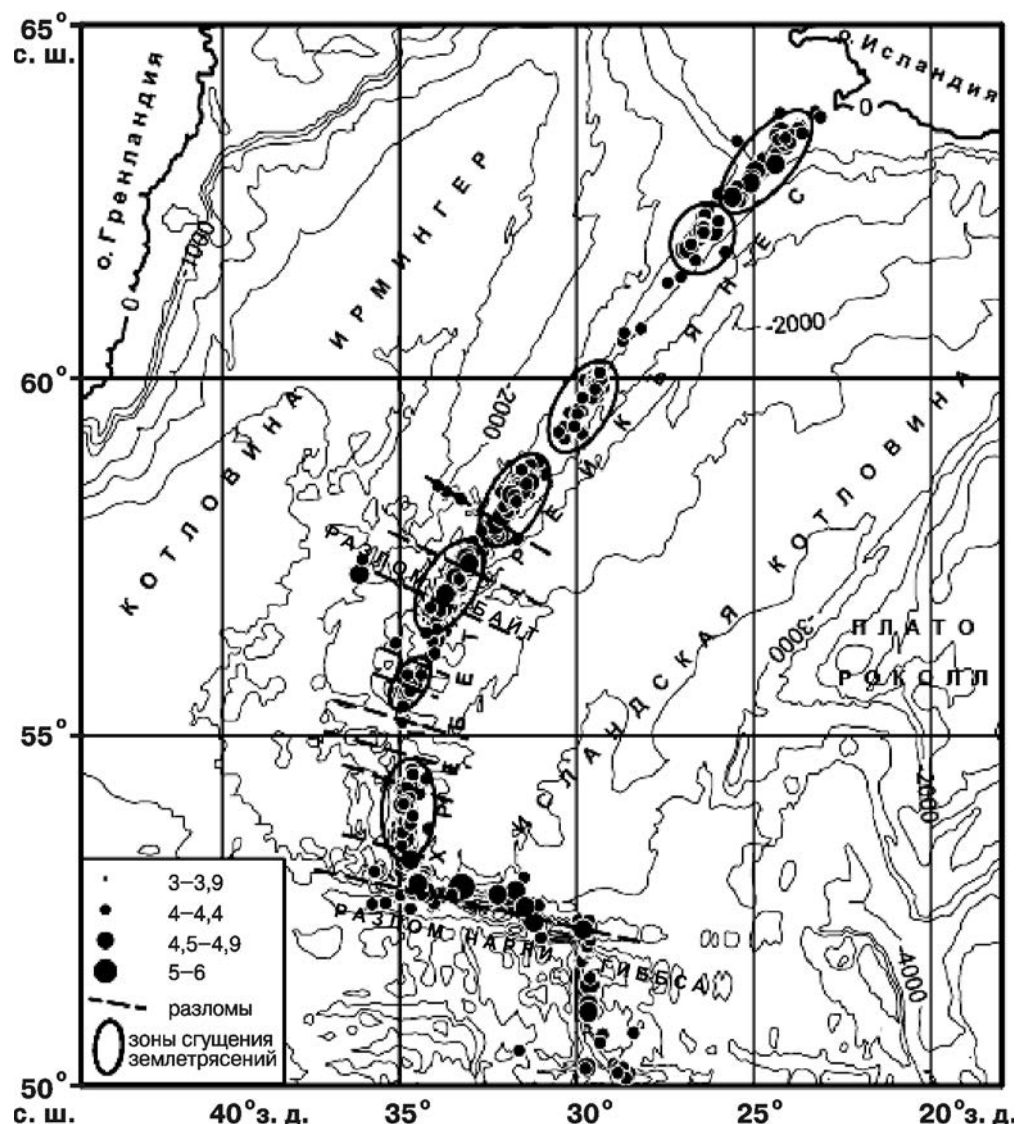 65°
с. ш.
о. Гренландия
о. Исландия
0
1000
0
ИРМИНГЕР
КОТЛОВИНА
-2000
-2000
РЕЙКЬЯНЕС
60°
ХРЕБЕТ
РАЗЛОМ
БАЙТ
ИСЛАНДСКАЯ КОТЛОВИНА
-3000
ПЛАТО
РОКОЛЛ
55°
-2000
-4000
РАЗЛОМ ЧАРЛИ
ГИББСА
3–3,9
4–4,4
4,5–4,9
5–6
разломы
зоны сгущения
землетрясений
50°
с. ш.
40°з. д.
35°
30°
25°
20°з. д.